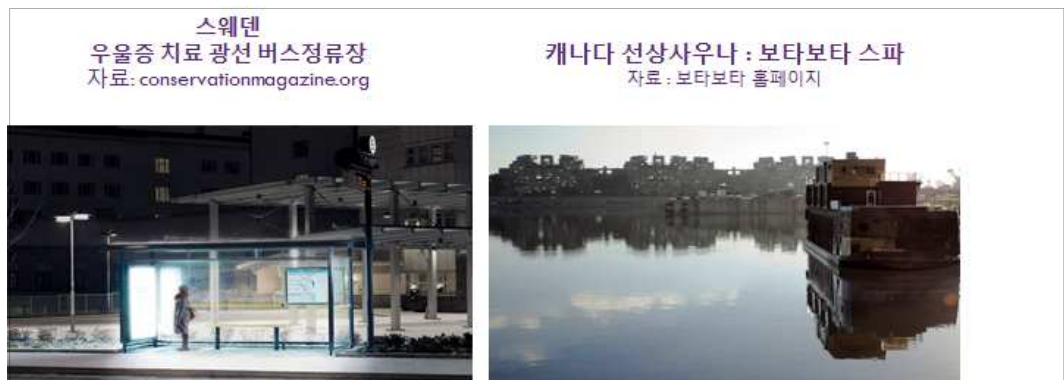 스웨덴
우울증 치료 광선 버스정류장
자료: conservationmagazine.org
캐나다 선상사우나 : 보타보타 스파
자료 : 보타보타 홈페이지